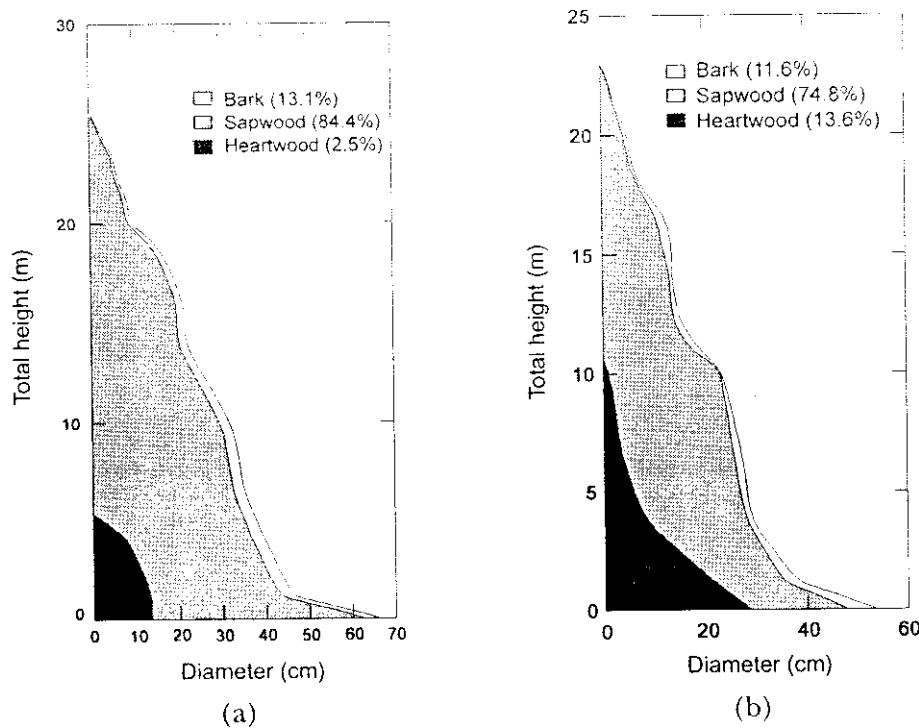 30
Bark (13.1%)
Sapwood (84.4%)
Heartwood (2.5%)
20
10
0
0 10 20 30 40 50 60 70
Total height (m)
Diameter (cm)
(a)
25
Bark (11.6%)
Sapwood (74.8%)
Heartwood (13.6%)
20
15
10
5
0
0 20 40 60
Total height (m)
Diameter (cm)
(b)